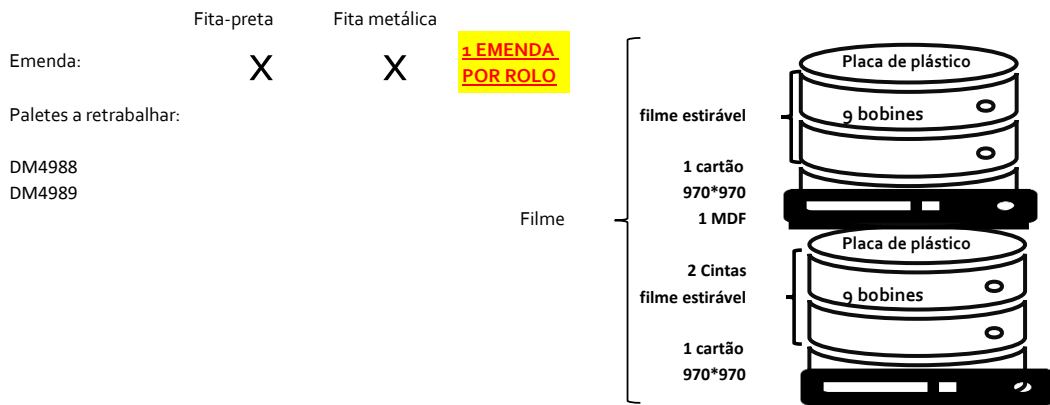 Fita-preta Fita metálica
Emenda: X X 1 EMENDA
POR ROLO
Paletes a retrabalhar:
DM4988
DM4989
Filme
Placa de plástico
filme estirável 9 bobines
1 cartão
970*970
1 MDF
Placa de plástico
2 Cintas
filme estirável 9 bobines
1 cartão
970*970